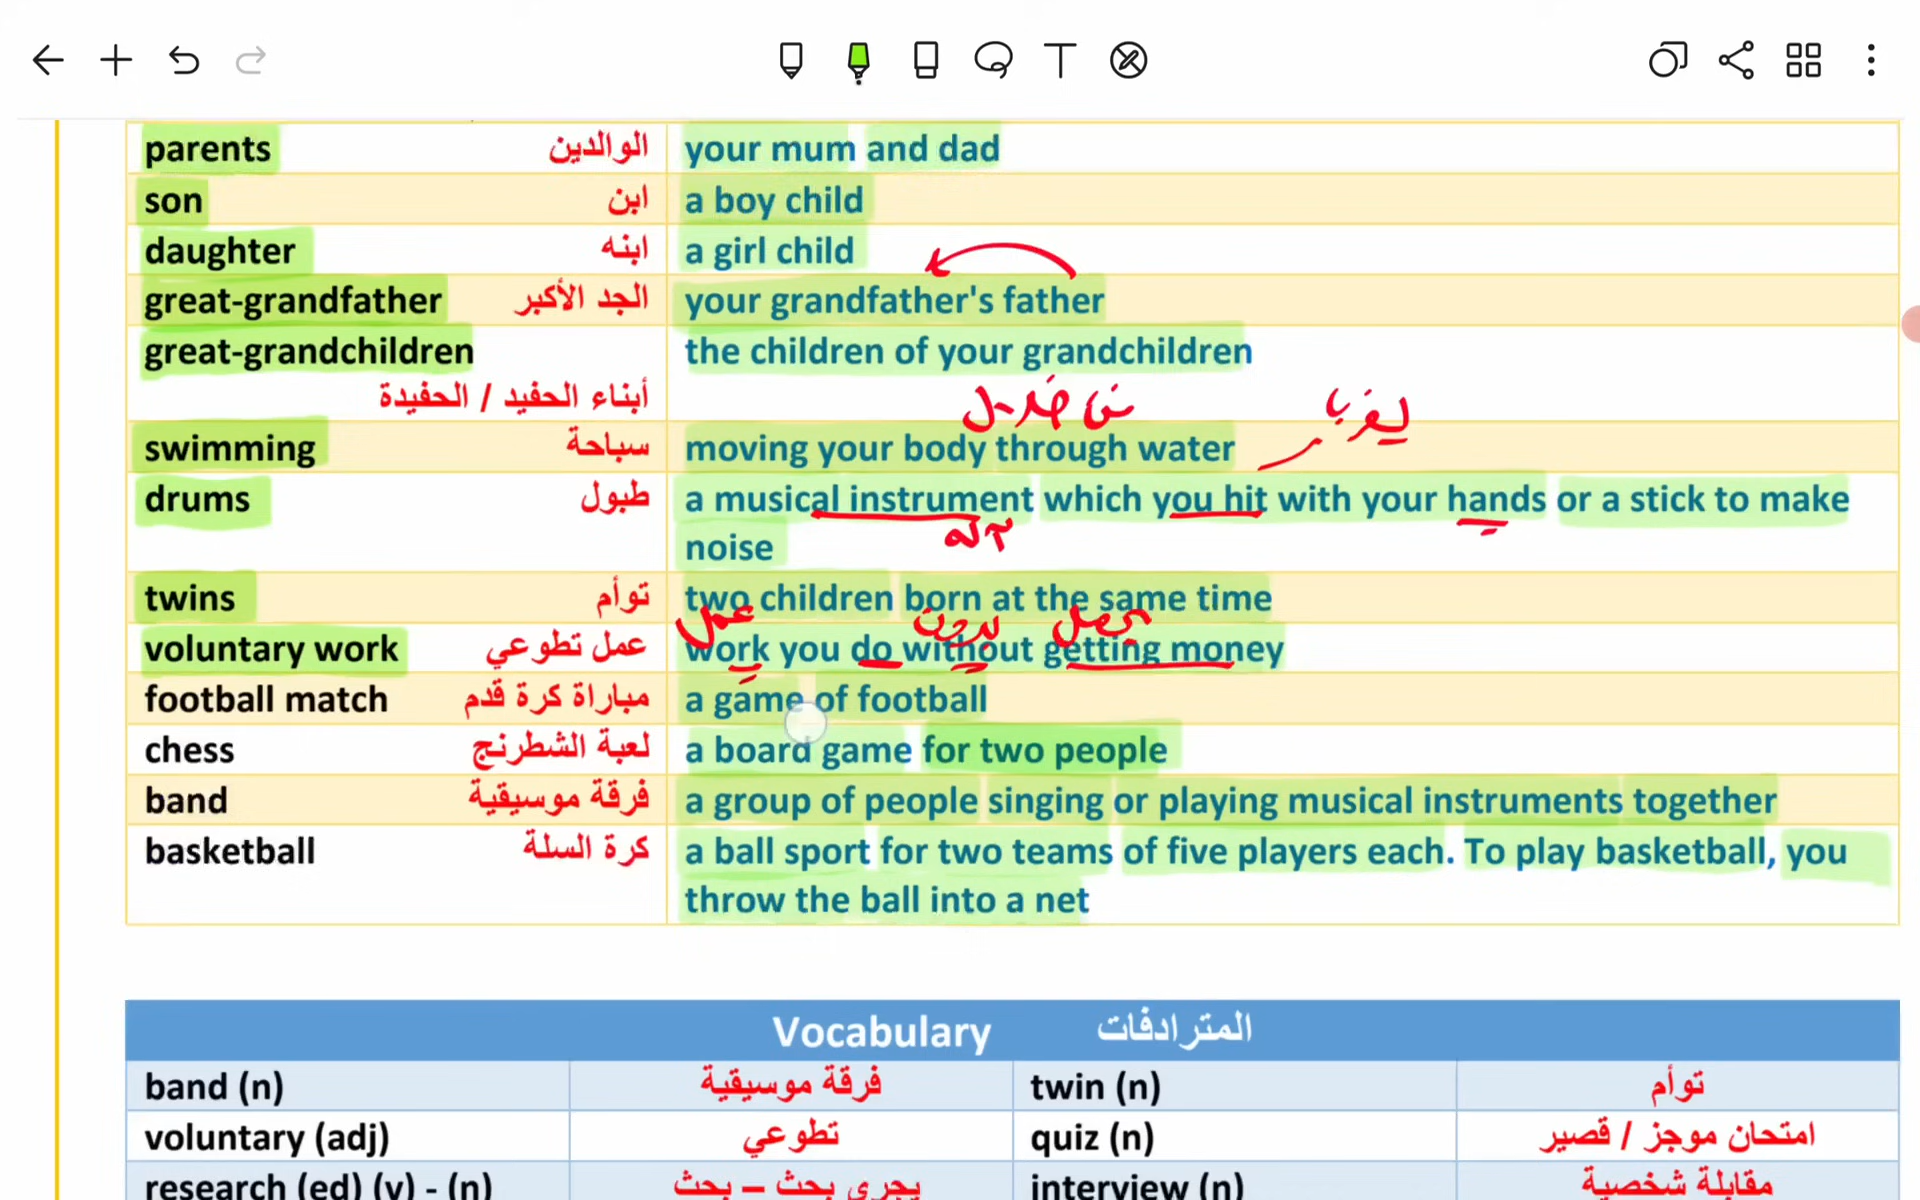 parents الوالدين your mum and dad
son ابن a boy child
daughter ابنه a girl child
great-grandfather الجد الأكبر your grandfather's father
great-grandchildren the children of your grandchildren
أبناء الحفيد / الحفيدة
من خلال
يضرب
swimming سباحة moving your body through water
drums طبول a musical instrument which you hit with your hands or a stick to make
آلة
noise
twins توأم two children born at the same time
عمل بدون
voluntary work عمل تطوعي work you do without getting money
football match مباراة كرة قدم a game of football
chess لعبة الشطرنج a board game for two people
band فرقة موسيقية a group of people singing or playing musical instruments together
basketball كرة السلة a ball sport for two teams of five players each. To play basketball, you
throw the ball into a net
Vocabulary المترادفات
band (n) فرقة موسيقية twin (n) توأم
voluntary (adj) تطوعي quiz (n) امتحان موجز / قصير
research (ed) (v) - (n) يجري بحث – بحث interview (n) مقابلة شخصية